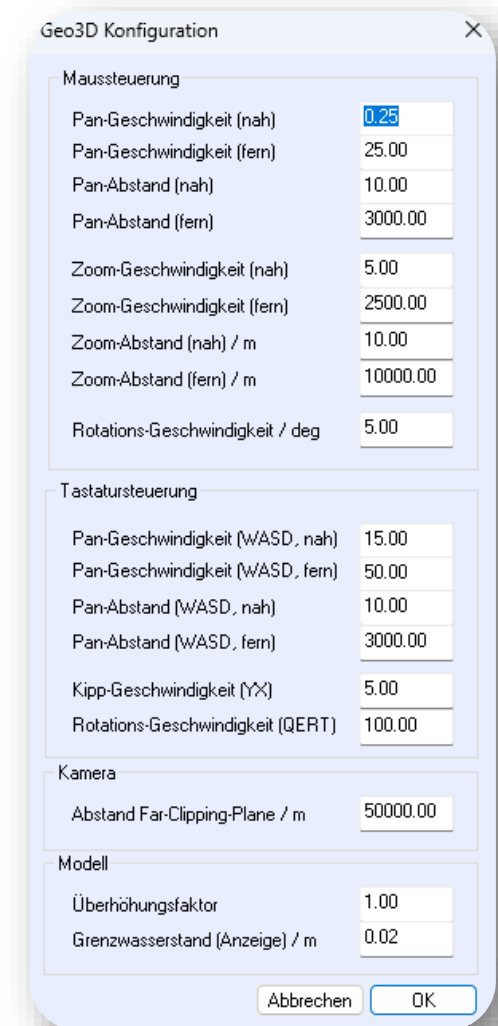 Geo3D Konfiguration
Maussteuerung
Pan-Geschwindigkeit (nah) 0.25
Pan-Geschwindigkeit (fern) 25.00
Pan-Abstand (nah) 10.00
Pan-Abstand (fern) 3000.00
Zoom-Geschwindigkeit (nah) 5.00
Zoom-Geschwindigkeit (fern) 2500.00
Zoom-Abstand (nah) / m 10.00
Zoom-Abstand (fern) / m 10000.00
Rotations-Geschwindigkeit / deg 5.00
Tastatursteuerung
Pan-Geschwindigkeit (WASD, nah) 15.00
Pan-Geschwindigkeit (WASD, fern) 50.00
Pan-Abstand (WASD, nah) 10.00
Pan-Abstand (WASD, fern) 3000.00
Kipp-Geschwindigkeit (YX) 5.00
Rotations-Geschwindigkeit (QERT) 100.00
Kamera
Abstand Far-Clipping-Plane / m 50000.00
Modell
Überhöhungsfaktor 1.00
Grenzwasserstand (Anzeige) / m 0.02
Abbrechen OK